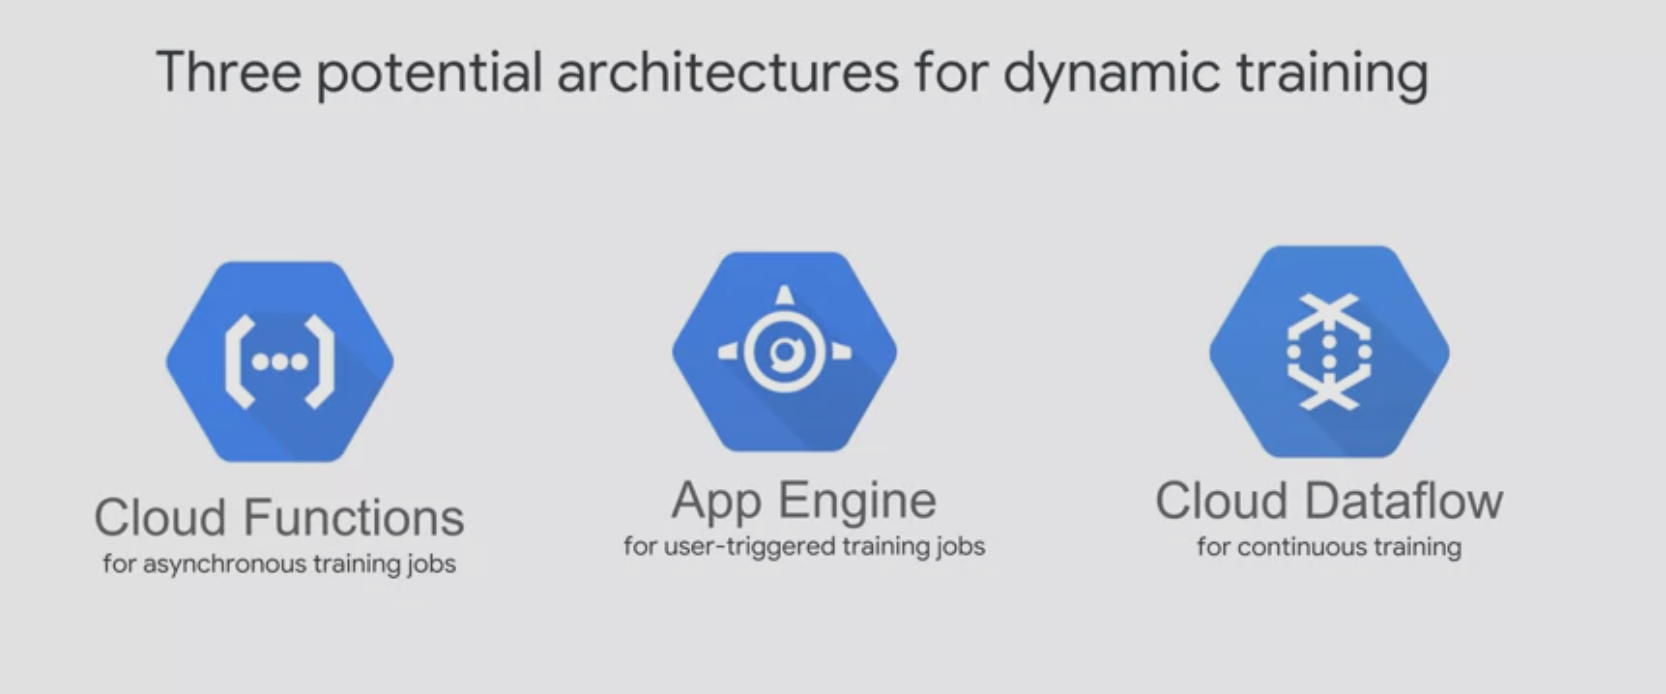 Three potential architectures for dynamic training
Cloud Functions
for asynchronous training jobs
App Engine
for user-triggered training jobs
Cloud Dataflow
for continuous training